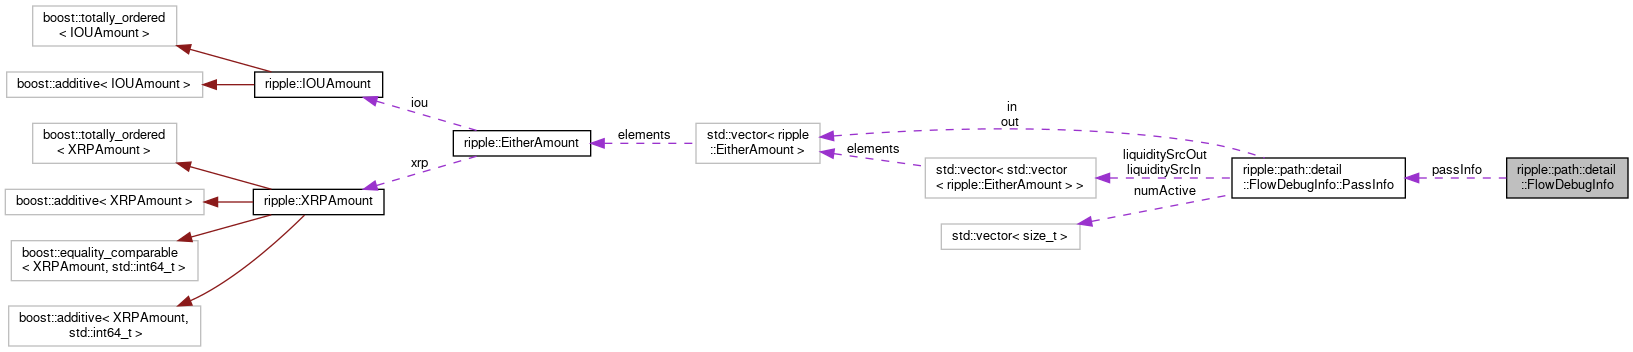 boost::totally_ordered
< IOUAmount >
boost::additive< IOUAmount >
ripple::IOUAmount
iou
boost::totally_ordered
< XRPAmount >
boost::additive< XRPAmount >
ripple::XRPAmount
xrp
boost::equality_comparable
< XRPAmount, std::int64_t >
boost::additive< XRPAmount,
std::int64_t >
ripple::EitherAmount
elements
std::vector< ripple
::EitherAmount >
in
out
elements
std::vector< std::vector
< ripple::EitherAmount > >
liquiditySrcOut
liquiditySrcIn
numActive
std::vector< size_t >
ripple::path::detail
::FlowDebugInfo::PassInfo
passInfo
ripple::path::detail
::FlowDebugInfo